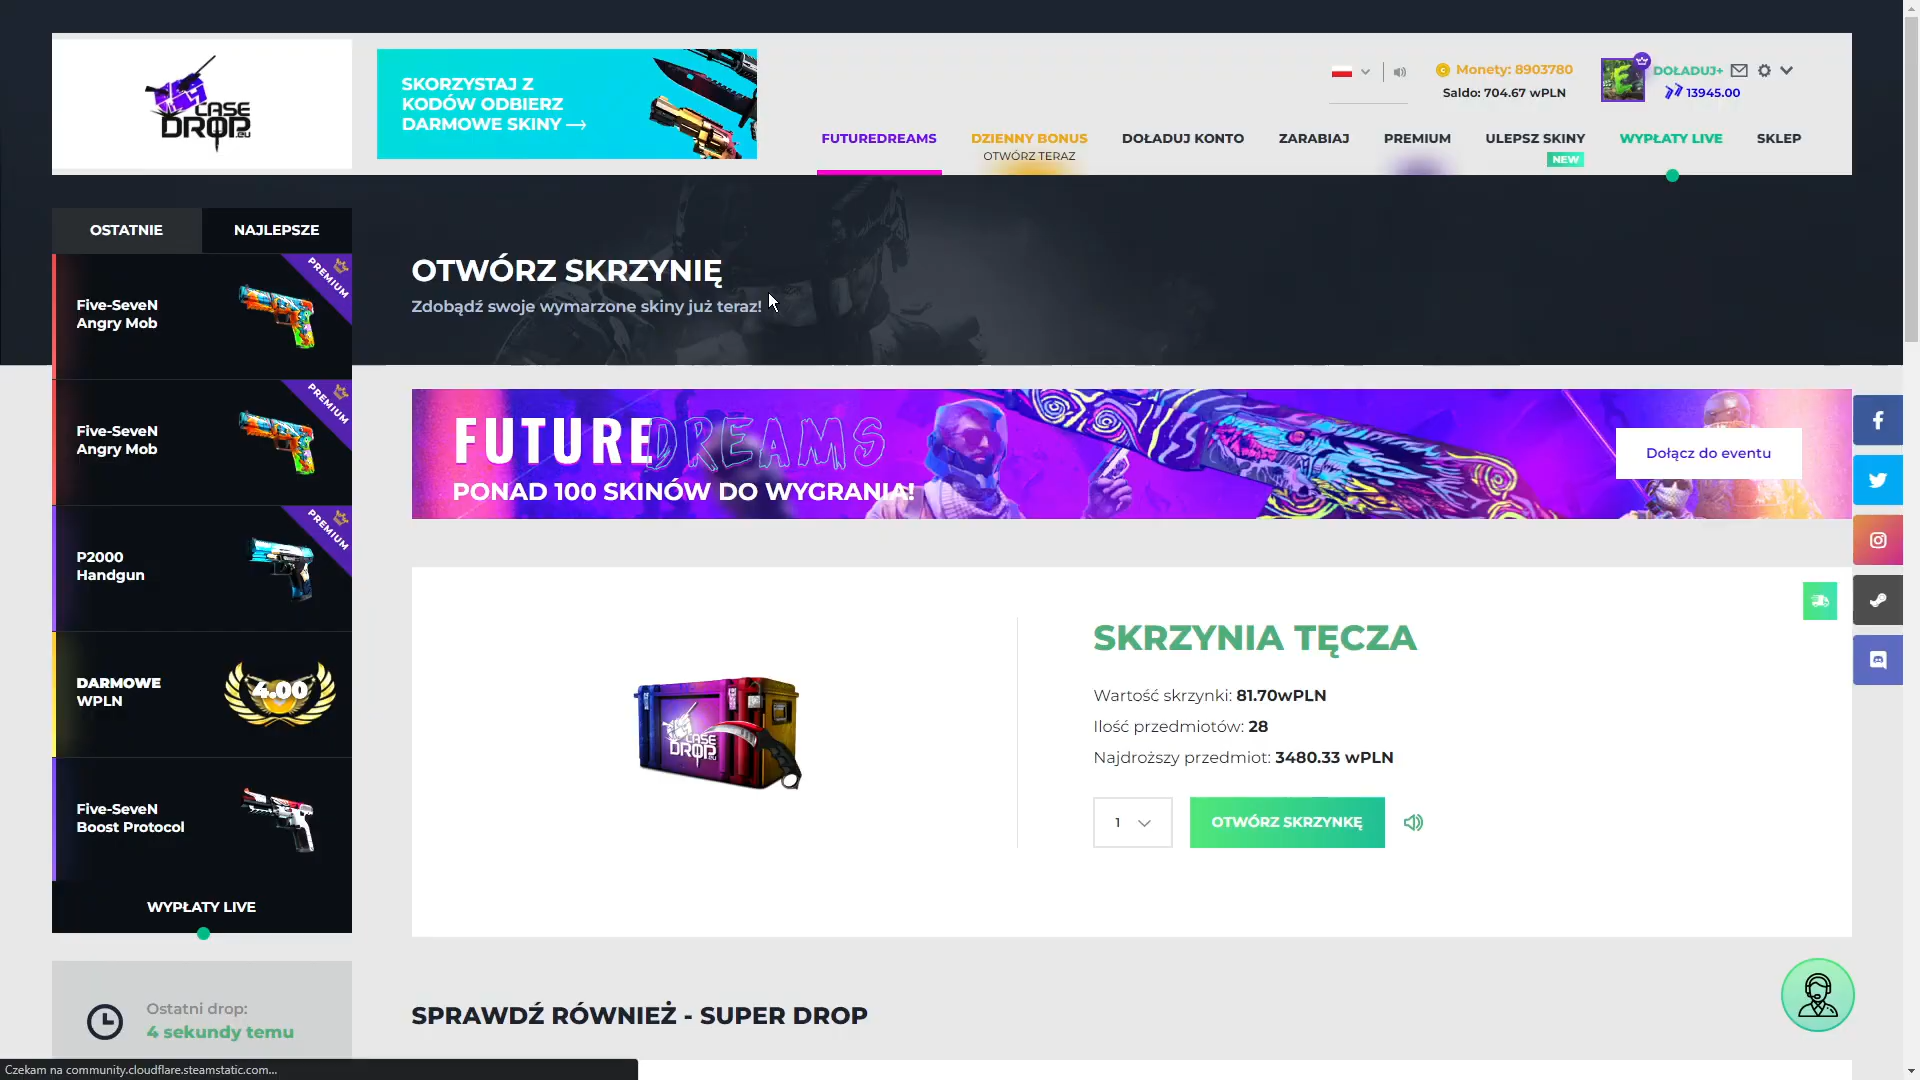 CASE
DROP.eu
SKORZYSTAJ Z
KODÓW ODBIERZ
DARMOWE SKINY
Monety: 8903780
Saldo: 704.67 wPLN
DOŁADUJ+
13945.00
FUTUREDREAMS
DZIENNY BONUS
OTWÓRZ TERAZ
DOŁADUJ KONTO
ZARABIAJ
PREMIUM
ULEPSZ SKINY
NEW
WYPŁATY LIVE
SKLEP
OSTATNIE
NAJLEPSZE
Five-SeveN
Angry Mob
PREMIUM
Five-SeveN
Angry Mob
PREMIUM
P2000
Handgun
PREMIUM
DARMOWE
WPLN
4.00
Five-SeveN
Boost Protocol
WYPŁATY LIVE
Ostatni drop:
4 sekundy temu
OTWÓRZ SKRZYNIĘ
Zdobądź swoje wymarzone skiny już teraz!
FUTUREDREAMS
PONAD 100 SKINÓW DO WYGRANIA!
Dołącz do eventu
CASE
DROP
SKRZYNIA TĘCZA
Wartość skrzynki: 81.70wPLN
Ilość przedmiotów: 28
Najdroższy przedmiot: 3480.33 wPLN
1
OTWÓRZ SKRZYNKĘ
SPRAWDŹ RÓWNIEŻ - SUPER DROP
Czekam na community.cloudflare.steamstatic.com...